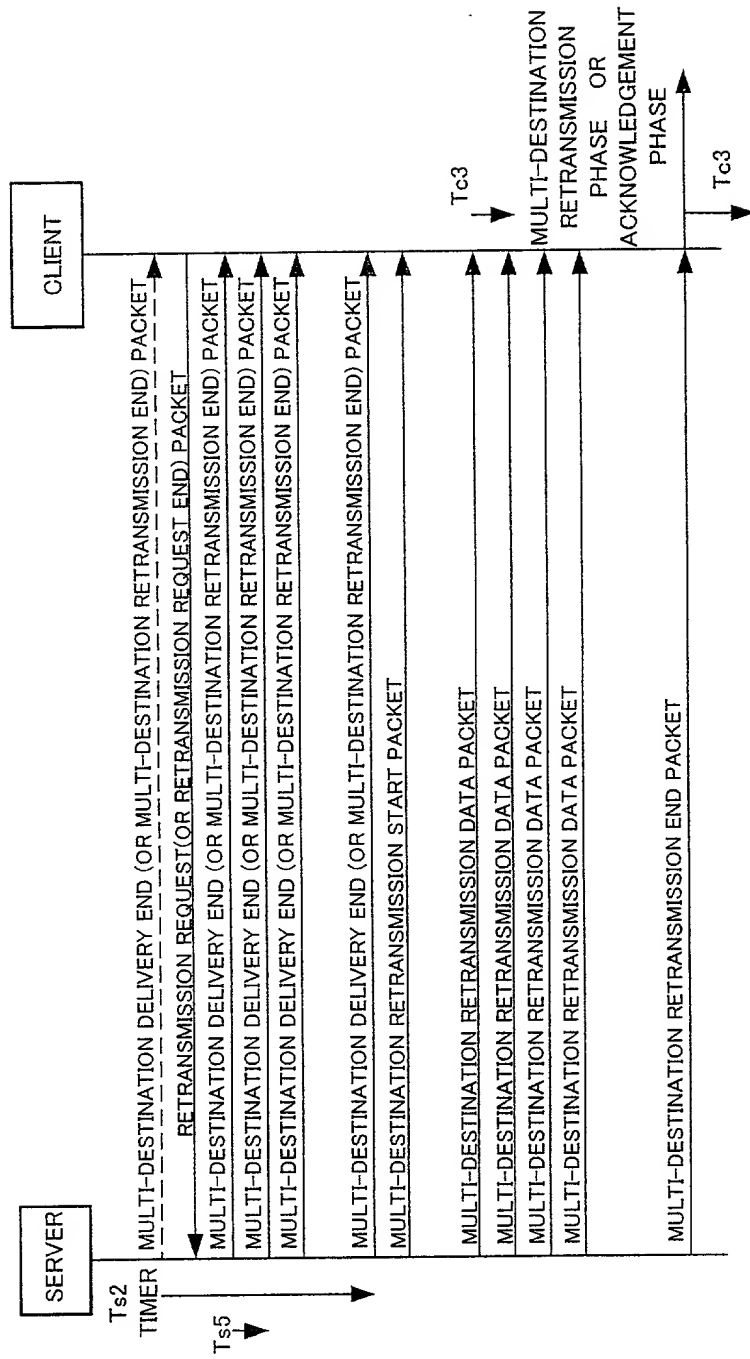 SERVER
CLIENT
Ts2
TIMER
Ts5
MULTI-DESTINATION DELIVERY END (OR MULTI-DESTINATION RETRANSMISSION END) PACKET
RETRANSMISSION REQUEST(OR RETRANSMISSION REQUEST END) PACKET
MULTI-DESTINATION DELIVERY END (OR MULTI-DESTINATION RETRANSMISSION END) PACKET
MULTI-DESTINATION DELIVERY END (OR MULTI-DESTINATION RETRANSMISSION END) PACKET
MULTI-DESTINATION DELIVERY END (OR MULTI-DESTINATION RETRANSMISSION END) PACKET
MULTI-DESTINATION DELIVERY END (OR MULTI-DESTINATION RETRANSMISSION END) PACKET
MULTI-DESTINATION RETRANSMISSION START PACKET
MULTI-DESTINATION RETRANSMISSION DATA PACKET
MULTI-DESTINATION RETRANSMISSION DATA PACKET
MULTI-DESTINATION RETRANSMISSION DATA PACKET
MULTI-DESTINATION RETRANSMISSION DATA PACKET
MULTI-DESTINATION RETRANSMISSION END PACKET
Tc3
MULTI-DESTINATION
RETRANSMISSION
PHASE OR
ACKNOWLEDGEMENT
PHASE
Tc3